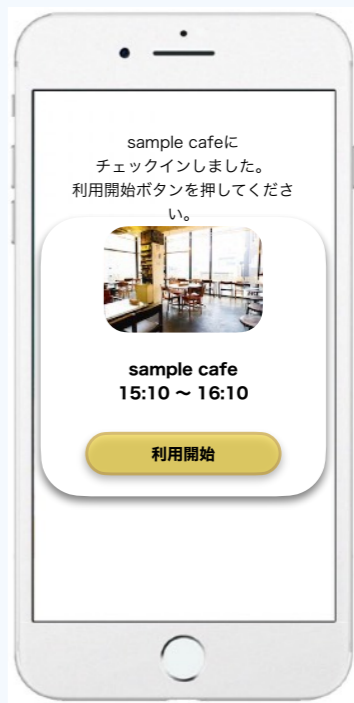 sample cafeに
チェックインしました。
利用開始ボタンを押してくださ
い。
sample cafe
15:10 〜 16:10
利用開始